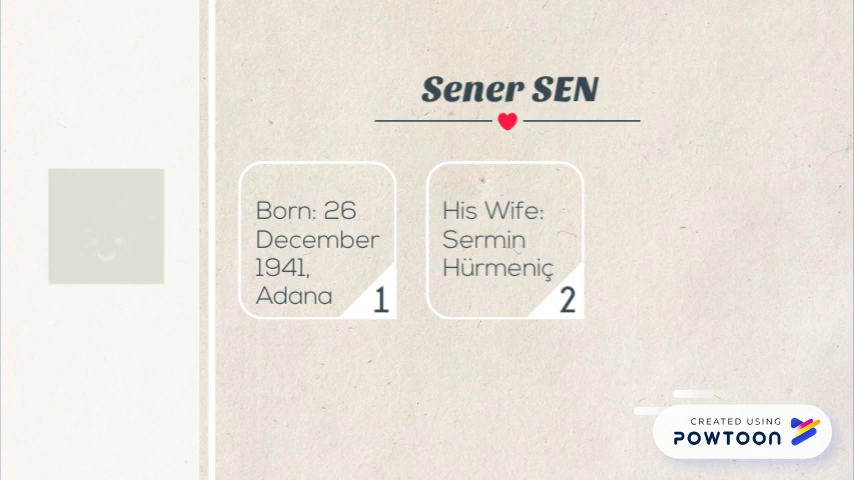 Sener SEN
Born: 26
December
1941,
Adana
1
His Wife:
Sermin
Hürmeniç
2
CREATED USING
POWTOON